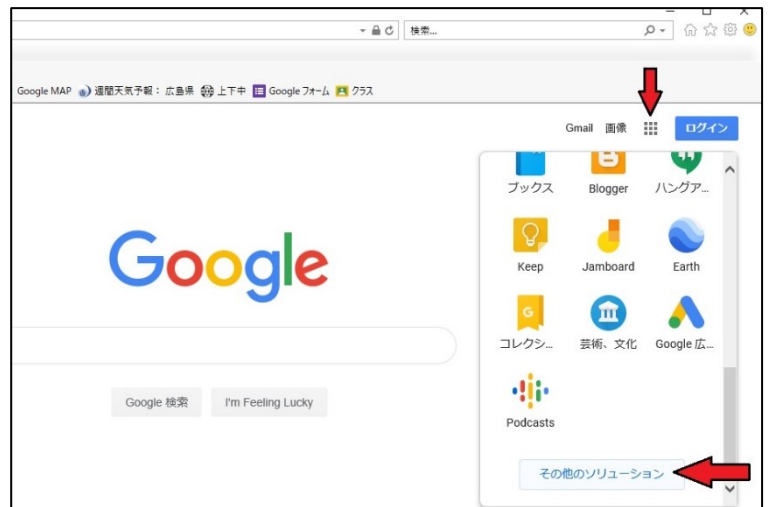 検索...
Google MAP 週間天気予報： 広島県 上下中 Google フォーム クラス
Gmail 画像 ログイン
ブックス Blogger ハングア...
Google
Keep Jamboard Earth
G
コレクシ... 芸術、文化 Google 広...
Google 検索 I'm Feeling Lucky
Podcasts
その他のソリューション